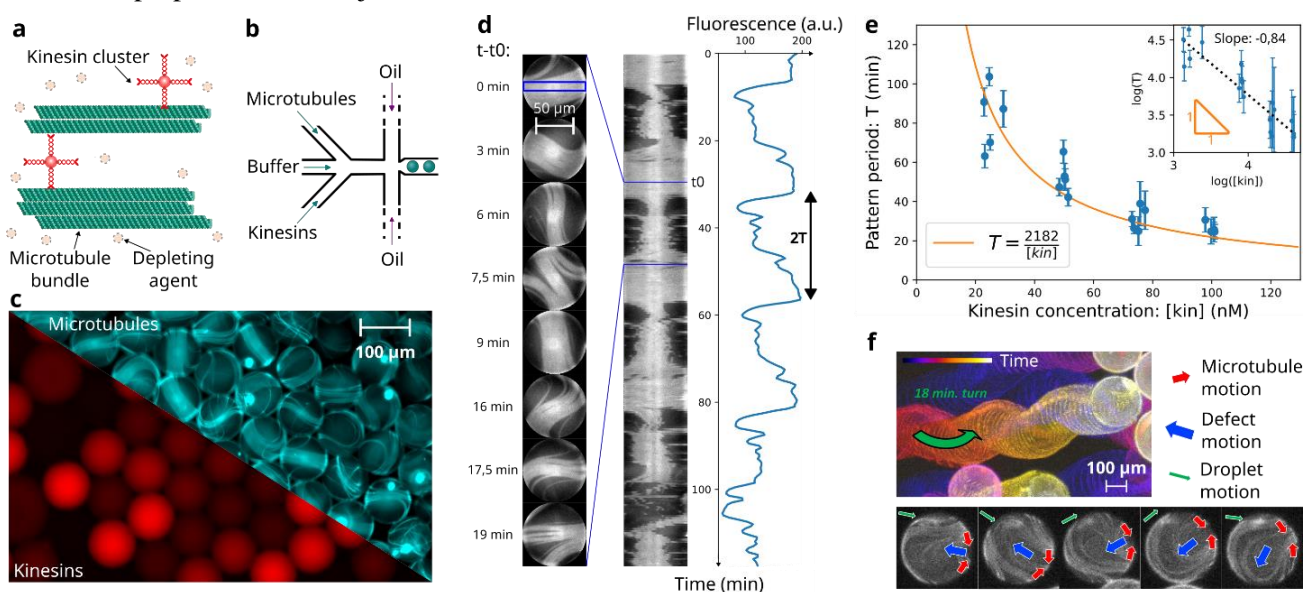 a
Kinesin cluster
Microtubule
bundle
Depleting
agent
b
Oil
Microtubules
Buffer
Kinesins
Oil
c
Microtubules
100 µm
Kinesins
d
t-t0:
0 min
50 µm
3 min
6 min
7,5 min
9 min
16 min
17,5 min
19 min
t0
Fluorescence (a.u.)
100
200
0
20
40
60
80
100
2T
Time (min)
e
Pattern period: T (min)
120
100
80
60
40
20
0
0 20 40 60 80 100 120
Kinesin concentration: [kin] (nM)
T = 2182/[kin]
Slope: -0,84
log(T)
4.5
4.0
3.5
3.0
3 4
log([kin])
1
1
f
Time
18 min. turn
100 µm
Microtubule
motion
Defect
motion
Droplet
motion